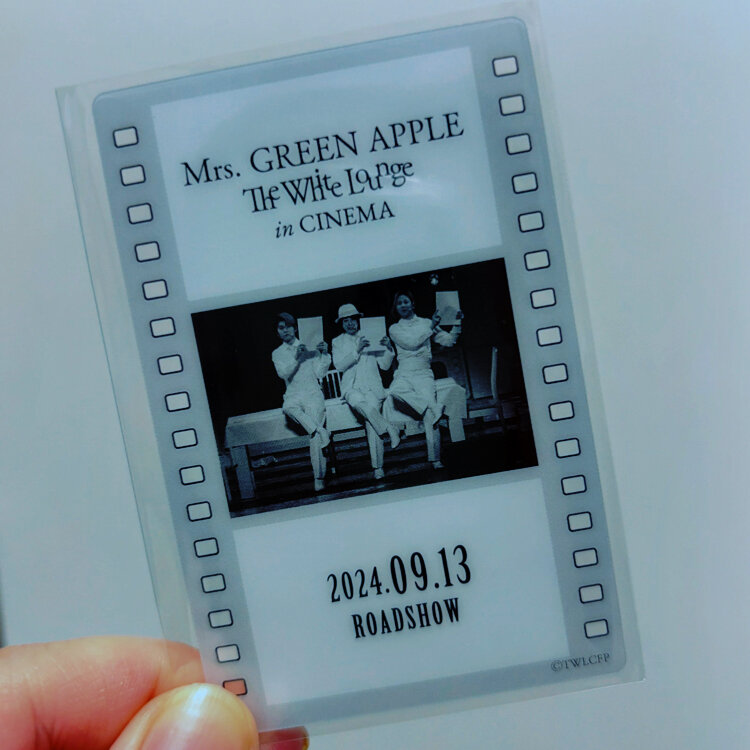 Mrs. GREEN APPLE
The White Lounge
in CINEMA
2024.09.13
ROADSHOW
©TWLCFP